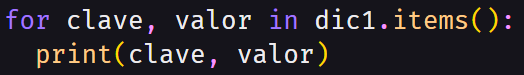 for clave, valor in dic1.items():
  print(clave, valor)